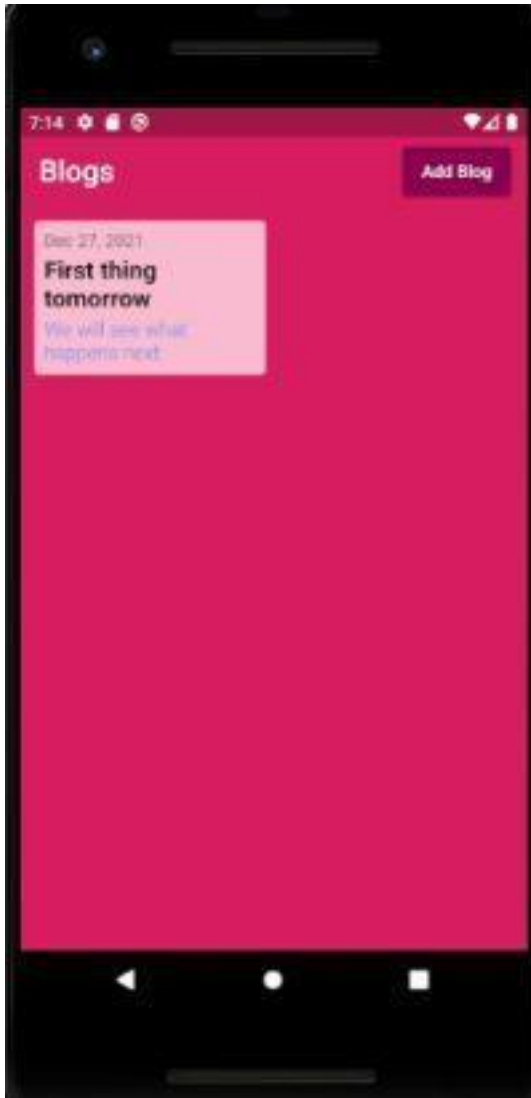 7:14
Blogs
Add Blog
Dec 27, 2021
First thing
tomorrow
We will see what
happens next